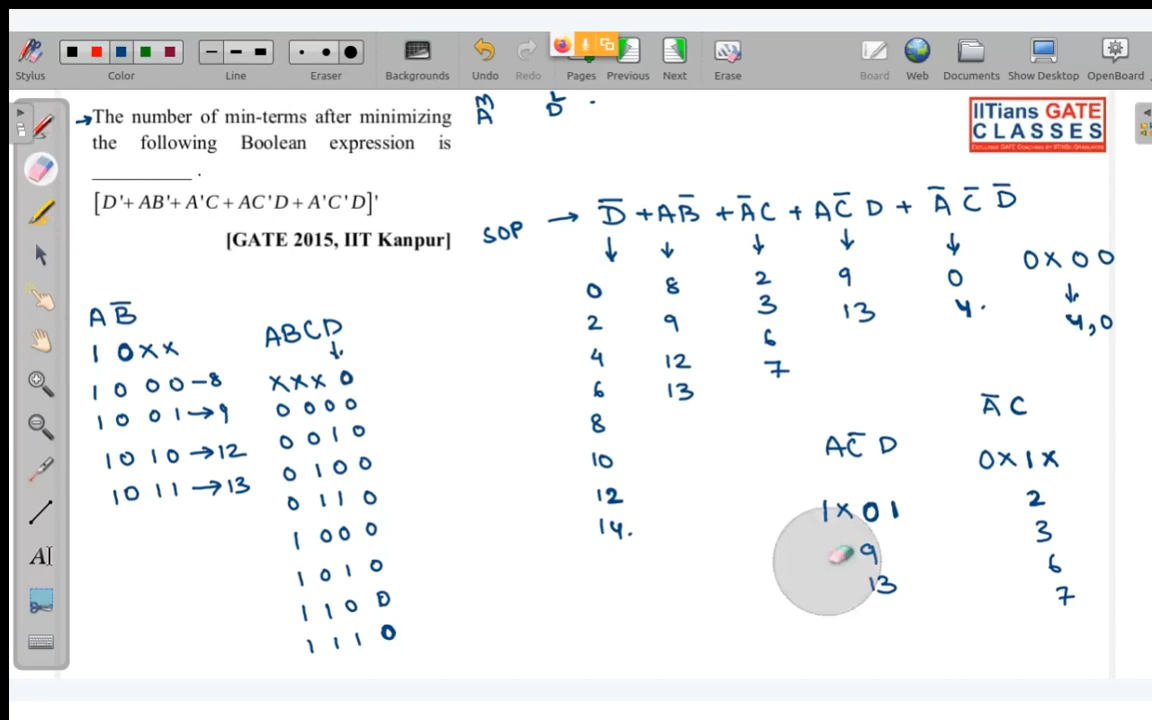 Stylus
Color
Line
Eraser
Backgrounds
Undo
Redo
Pages
Previous
Next
Erase
Board
Web
Documents
Show Desktop
OpenBoard
→The number of min-terms after minimizing
the following Boolean expression is
__________ .
[D'+ AB'+ A'C + AC'D + A'C'D]'
[GATE 2015, IIT Kanpur]
M L
A D .
IITians GATE
CLASSES
SOP → D̅ + AB̅ + A̅C + AC̅D + A̅ C̅ D̅
↓ ↓ ↓ ↓ ↓
0 8 2 9 0
2 9 3 13 4.
4 12 6
6 13 7
8
10
12
14.
0X00
↓
4,0
AB̅
10XX
1000-8
1001→9
1010→12
1011→13
ABCD
↓
XXX0
0000
0010
0100
0110
1000
1010
1100
1110
AC̅D
1X01
9
13
A̅C
0X1X
2
3
6
7